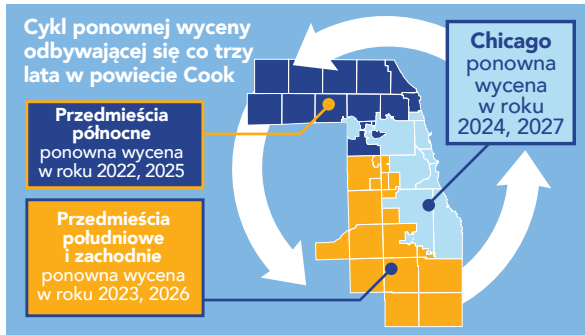 Cykl ponownej wyceny
odbywającej się co trzy
lata w powiecie Cook
Chicago
ponowna
wycena
w roku
2024, 2027
Przedmieścia
północne
ponowna wycena
w roku 2022, 2025
Przedmieścia
południowe
i zachodnie
ponowna wycena
w roku 2023, 2026